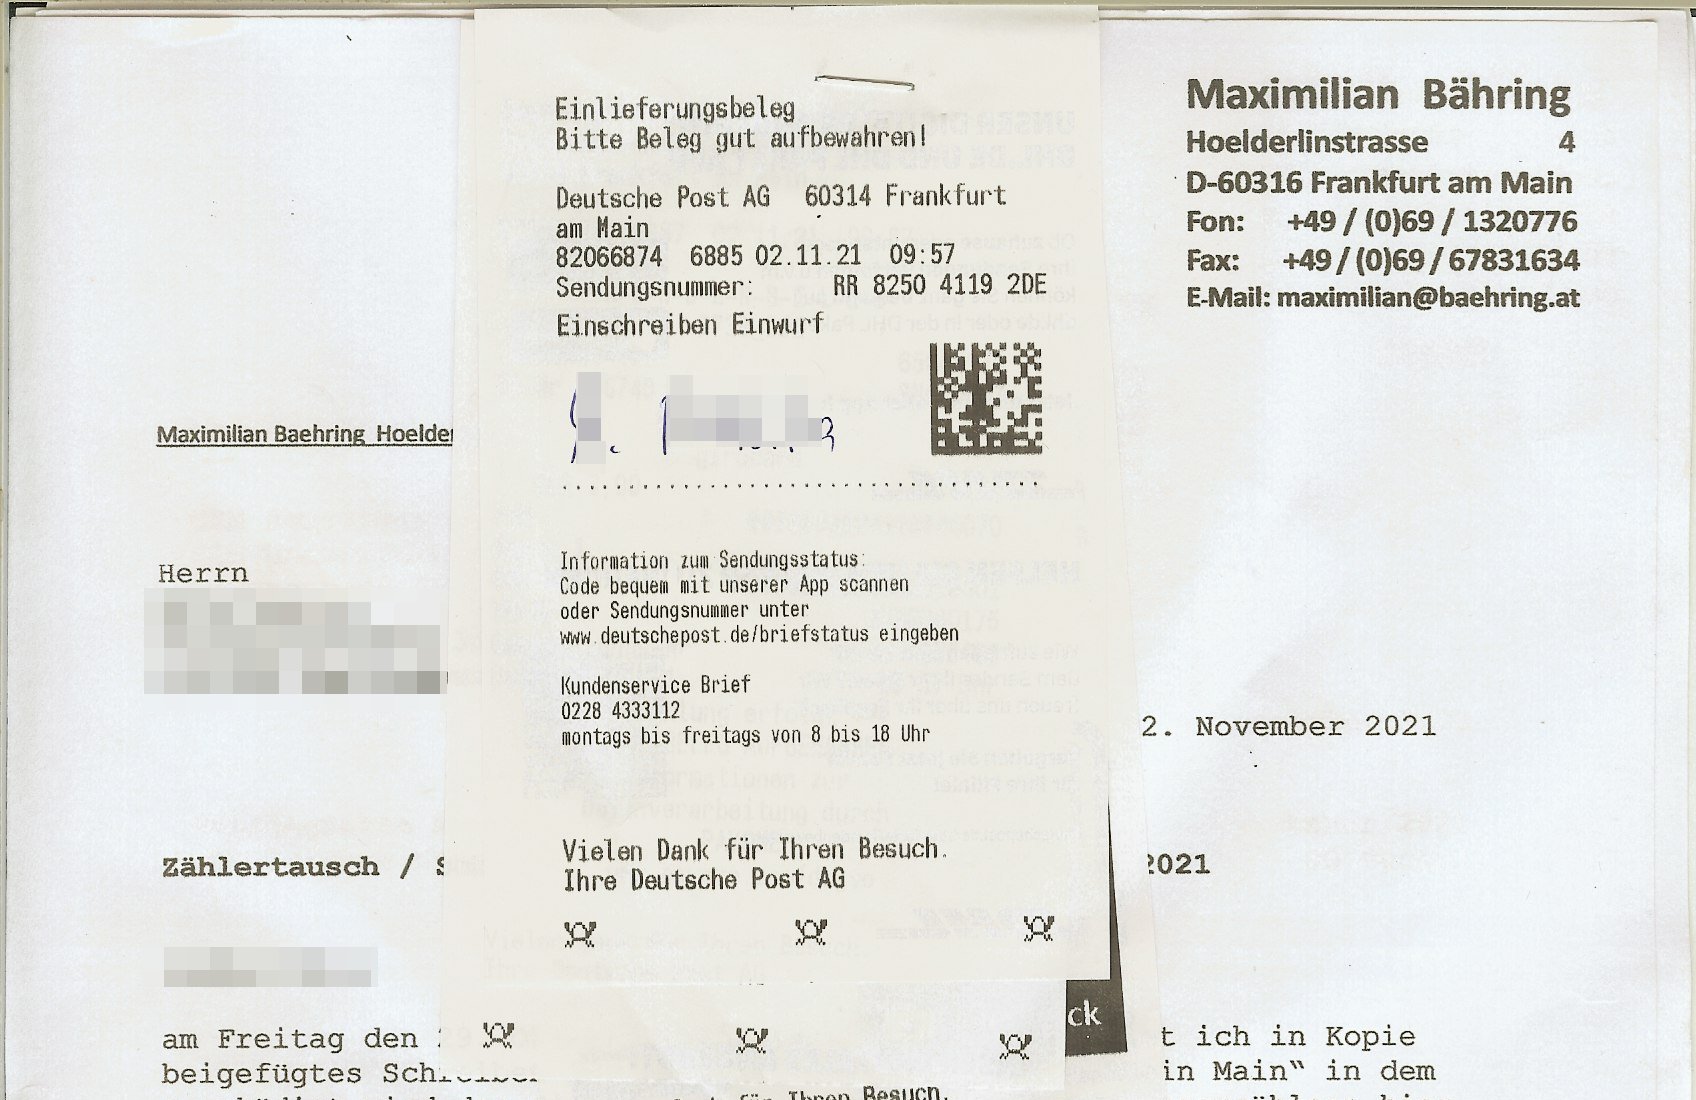 Einlieferungsbeleg
Bitte Beleg gut aufbewahren!
Deutsche Post AG 60314 Frankfurt
am Main
82066874 6885 02.11.21 09:57
Sendungsnummer: RR 8250 4119 2DE
Einschreiben Einwurf
Information zum Sendungsstatus:
Code bequem mit unserer App scannen
oder Sendungsnummer unter
www.deutschepost.de/briefstatus eingeben
Kundenservice Brief
0228 4333112
montags bis freitags von 8 bis 18 Uhr
Vielen Dank für Ihren Besuch.
Ihre Deutsche Post AG
Maximilian Bähring
Hoelderlinstrasse 4
D-60316 Frankfurt am Main
Fon: +49 / (0)69 / 1320776
Fax: +49 / (0)69 / 67831634
E-Mail: maximilian@baehring.at
Maximilian Baehring
Herrn
2. November 2021
Zählertausch / 2021
am Freitag den t ich in Kopie
beigefügtes in Main“ in dem
für Ihren Besuch.
ck